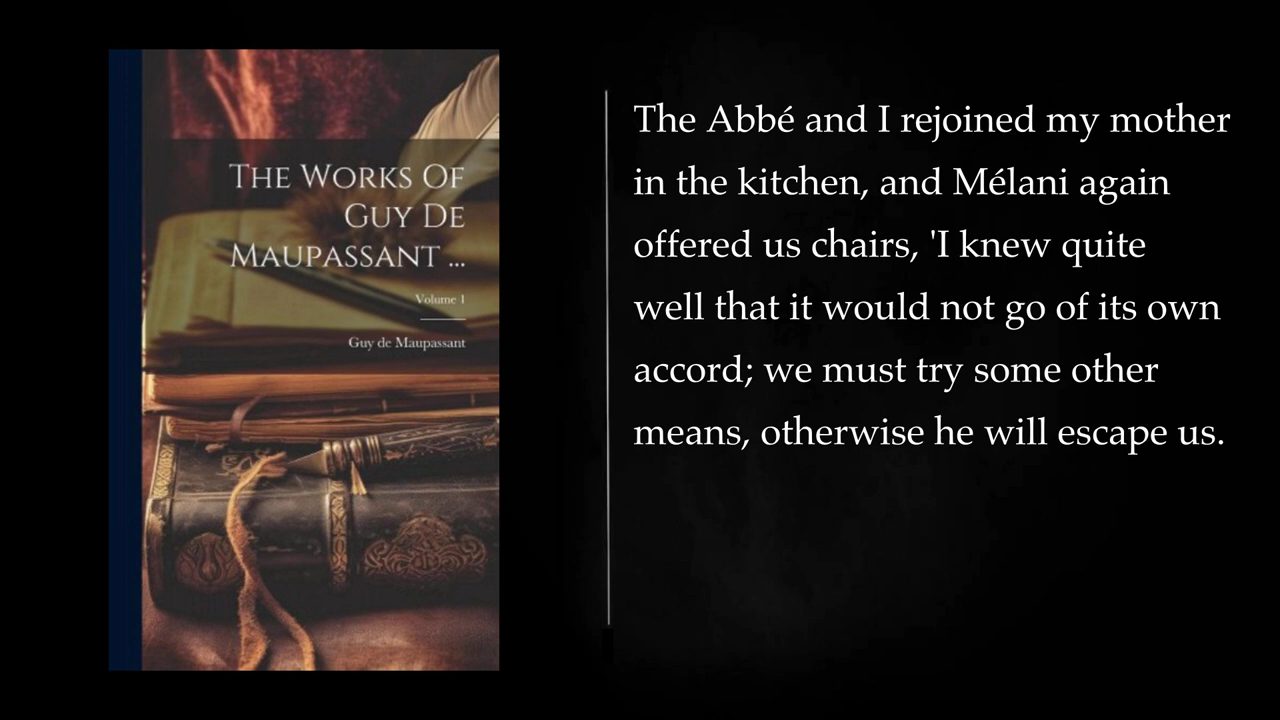 The Works Of
Guy De
Maupassant ...
Volume 1
Guy de Maupassant
The Abbé and I rejoined my mother
in the kitchen, and Mélani again
offered us chairs, 'I knew quite
well that it would not go of its own
accord; we must try some other
means, otherwise he will escape us.